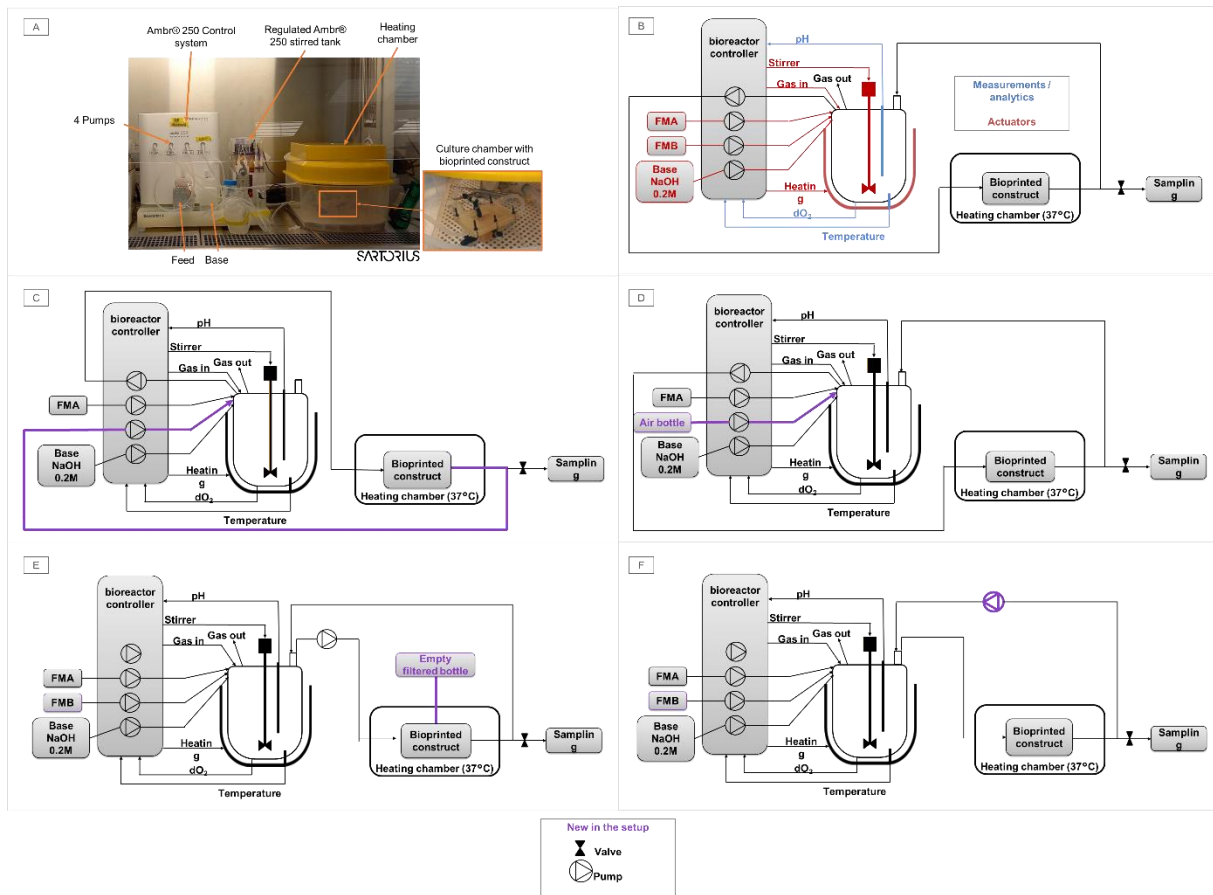 A
Ambr® 250 Control
system
Regulated Ambr®
250 stirred tank
Heating
chamber
4 Pumps
Culture chamber with
bioprinted construct
Feed
Base
SARTORIUS
B
bioreactor
controller
pH
Stirrer
Gas in
Gas out
FMA
FMB
Base
NaOH
0.2M
Heatin
g
dO₂
Temperature
Measurements /
analytics
Actuators
Bioprinted
construct
Heating chamber (37°C)
Samplin
g
C
bioreactor
controller
pH
Stirrer
Gas in
Gas out
FMA
Base
NaOH
0.2M
Heatin
g
dO₂
Temperature
Bioprinted
construct
Heating chamber (37°C)
Samplin
g
D
bioreactor
controller
pH
Stirrer
Gas in
Gas out
FMA
Air bottle
Base
NaOH
0.2M
Heatin
g
dO₂
Temperature
Bioprinted
construct
Heating chamber (37°C)
Samplin
g
E
bioreactor
controller
pH
Stirrer
Gas in
Gas out
FMA
FMB
Base
NaOH
0.2M
Heatin
g
dO₂
Temperature
Empty
filtered bottle
Bioprinted
construct
Heating chamber (37°C)
Samplin
g
F
bioreactor
controller
pH
Stirrer
Gas in
Gas out
FMA
FMB
Base
NaOH
0.2M
Heatin
g
dO₂
Temperature
Bioprinted
construct
Heating chamber (37°C)
Samplin
g
New in the setup
Valve
Pump